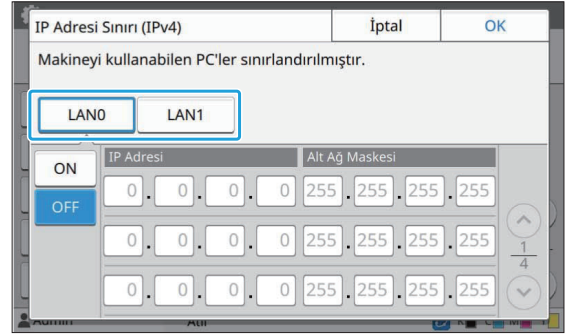 IP Adresi Sınırı (IPv4) İptal OK
Makineyi kullanabilen PC'ler sınırlandırılmıştır.
LAN0 LAN1
IP Adresi Alt Ağ Maskesi
ON
OFF
0 . 0 . 0 . 0 255 . 255 . 255 . 255
0 . 0 . 0 . 0 255 . 255 . 255 . 255
1
4
0 . 0 . 0 . 0 255 . 255 . 255 . 255
Admin